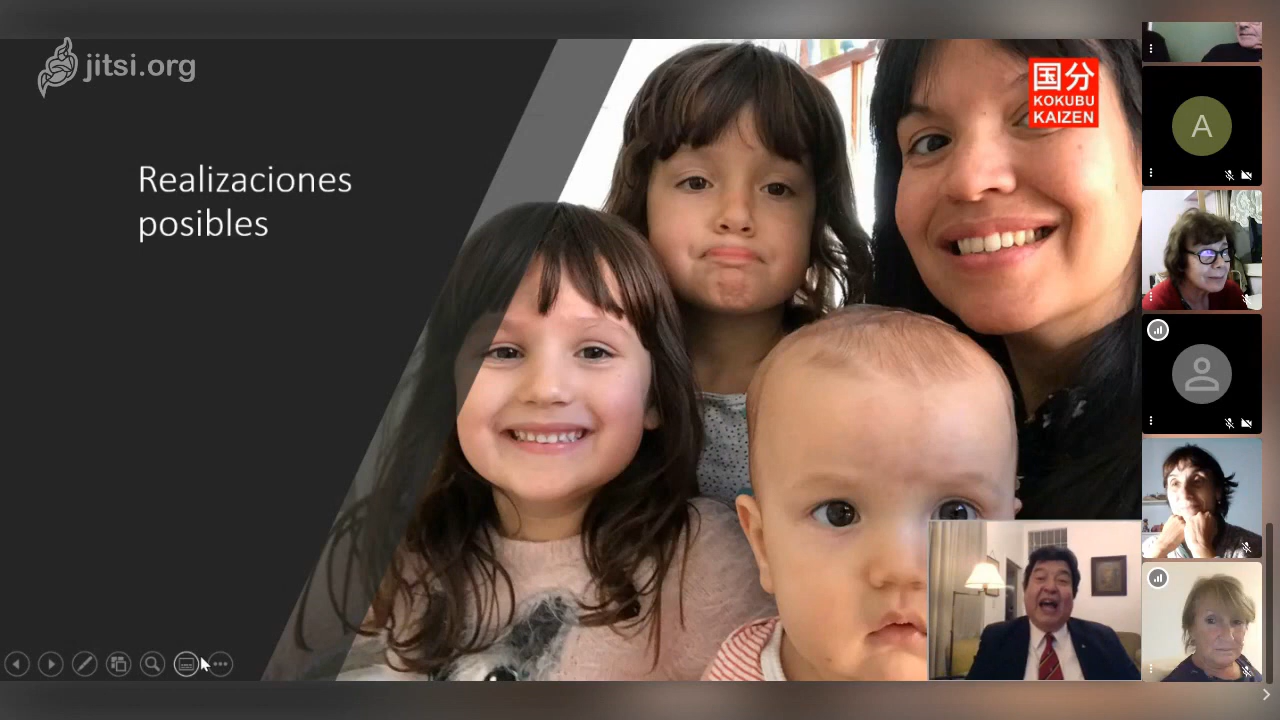 jitsi.org
Realizaciones
posibles
国分
KOKUBU
KAIZEN
A